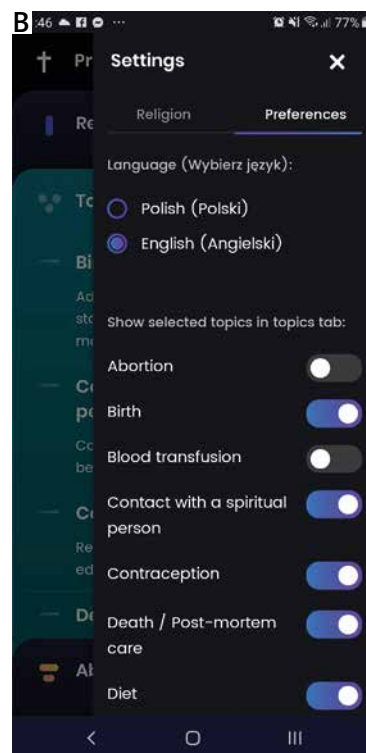 B
:46
77%
Settings
Religion
Preferences
Language (Wybierz język):
Polish (Polski)
English (Angielski)
Show selected topics in topics tab:
Abortion
Birth
Blood transfusion
Contact with a spiritual
person
Contraception
Death / Post-mortem
care
Diet